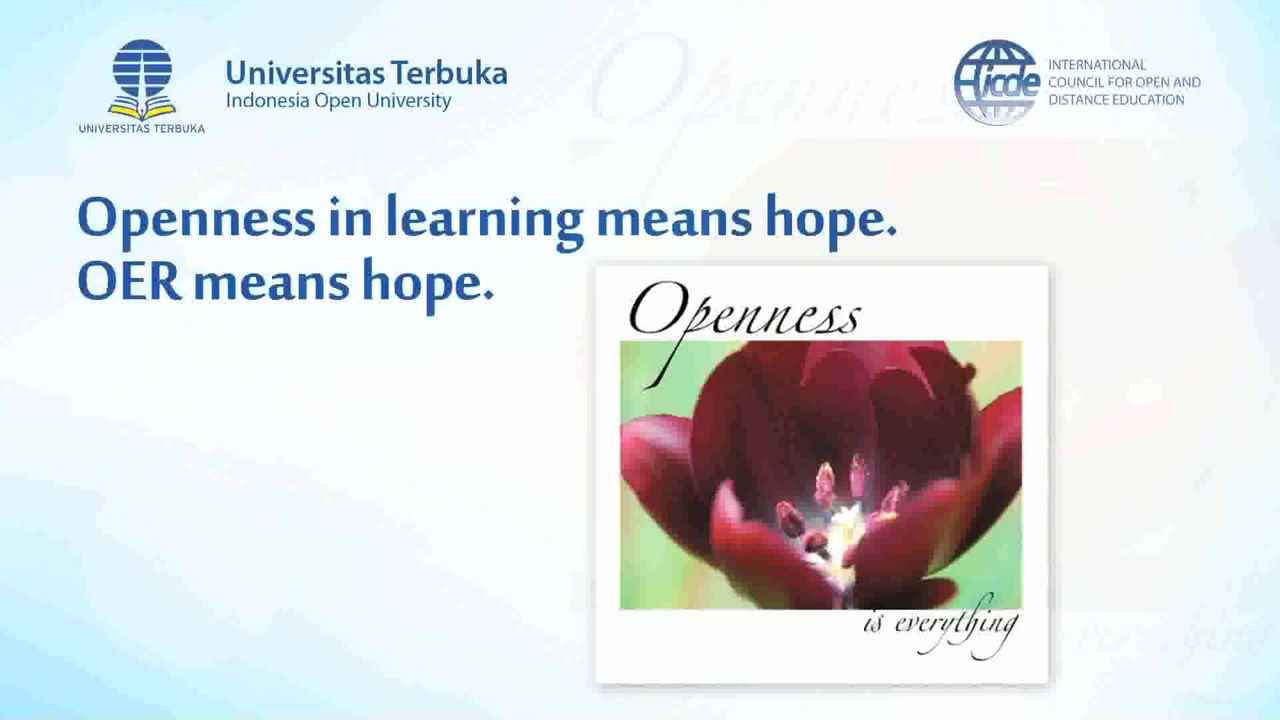 UNIVERSITAS TERBUKA
Universitas Terbuka
Indonesia Open University
icde
INTERNATIONAL
COUNCIL FOR OPEN AND
DISTANCE EDUCATION
Openness in learning means hope.
OER means hope.
Openness
is everything